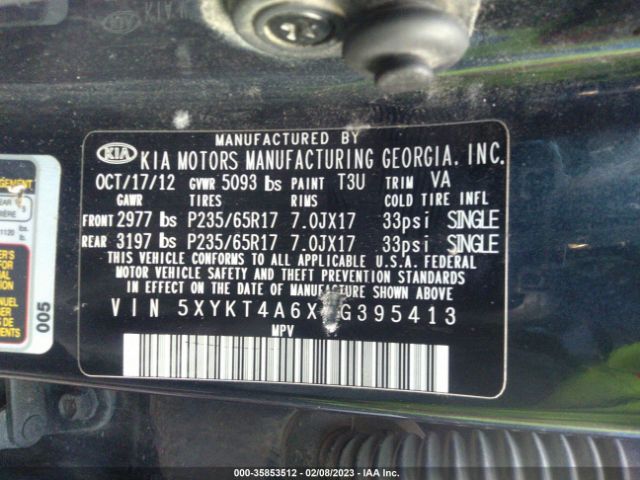 MANUFACTURED BY
KIA KIA MOTORS MANUFACTURING GEORGIA, INC.
OCT/17/12 GVWR 5093 lbs PAINT T3U TRIM VA
GAWR TIRES RIMS COLD TIRE INFL
FRONT 2977 lbs P235/65R17 7.0JX17 33psi SINGLE
REAR 3197 lbs P235/65R17 7.0JX17 33psi SINGLE
THIS VEHICLE CONFORMS TO ALL APPLICABLE U.S.A. FEDERAL
MOTOR VEHICLE SAFETY, BUMPER, AND THEFT PREVENTION STANDARDS
IN EFFECT ON THE DATE OF MANUFACTURE SHOWN ABOVE.
VIN 5XYKT4A6X G395413
MPV
1120 lbs.
005
000-35853512 — 02/08/2023 — IAA Inc.